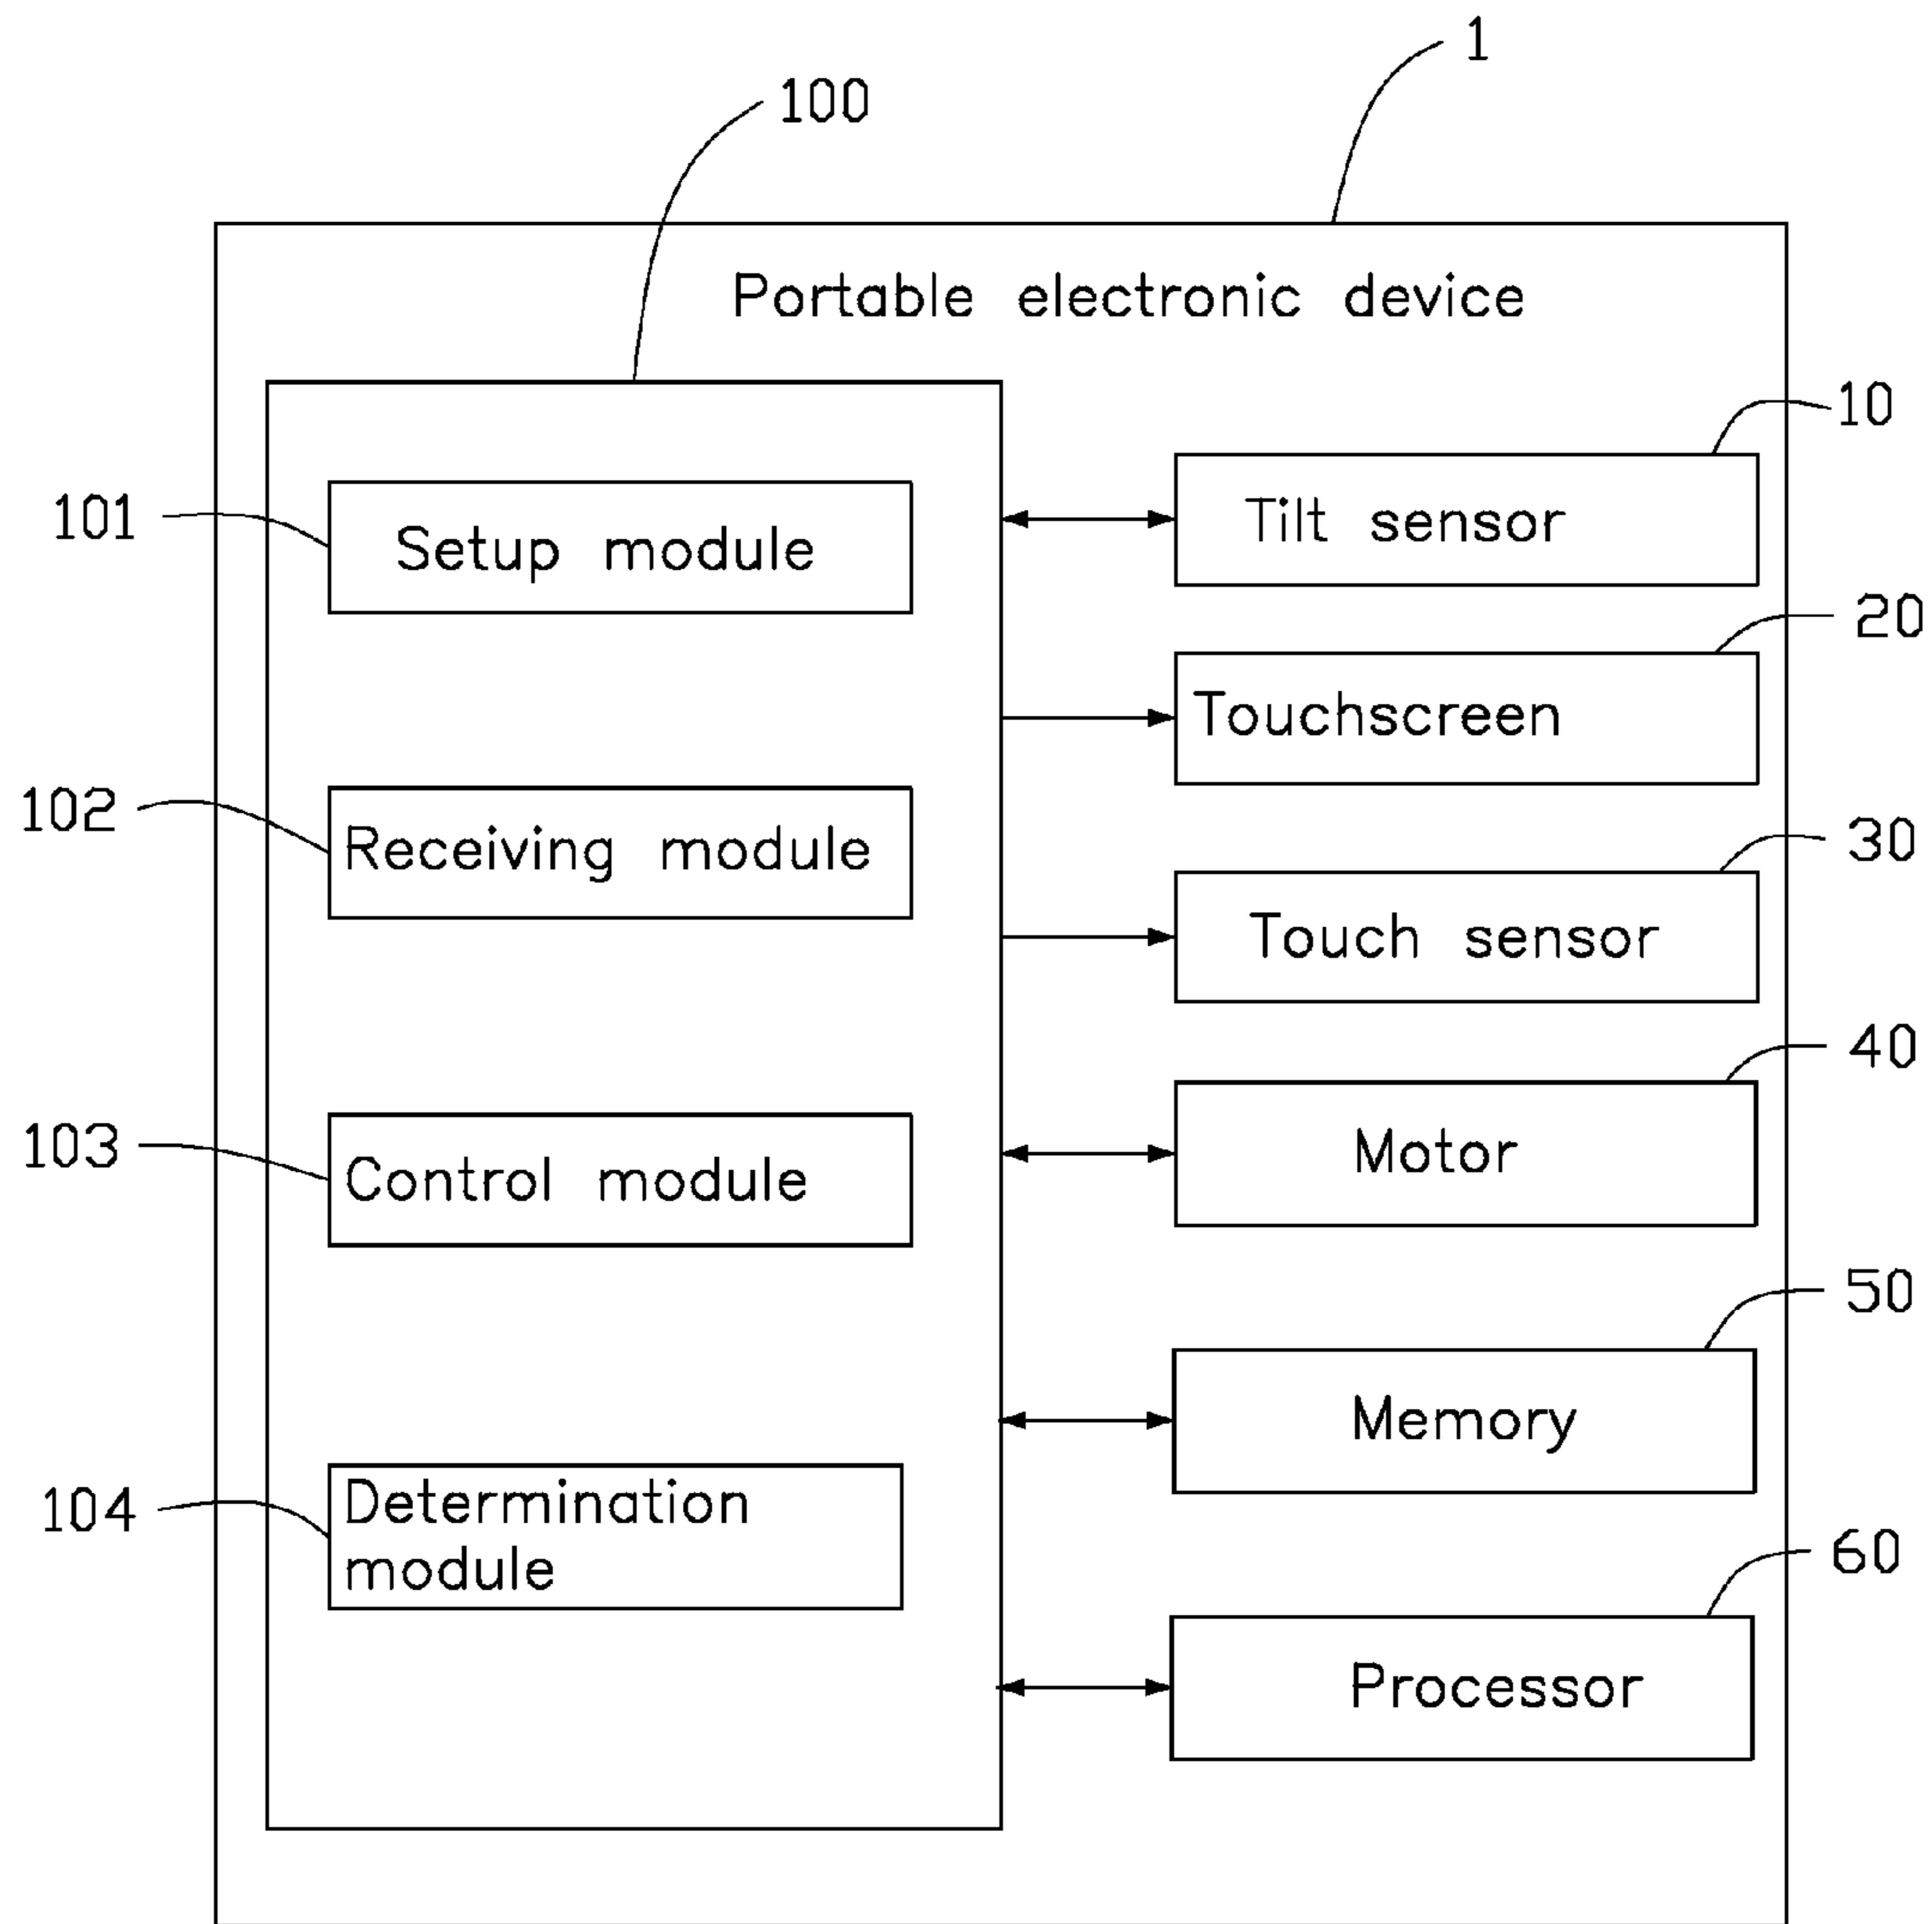 1
100
Portable electronic device
10
Tilt sensor
101
Setup module
20
Touchscreen
102
Receiving module
30
Touch sensor
40
Motor
103
Control module
50
Memory
104
Determination
module
60
Processor